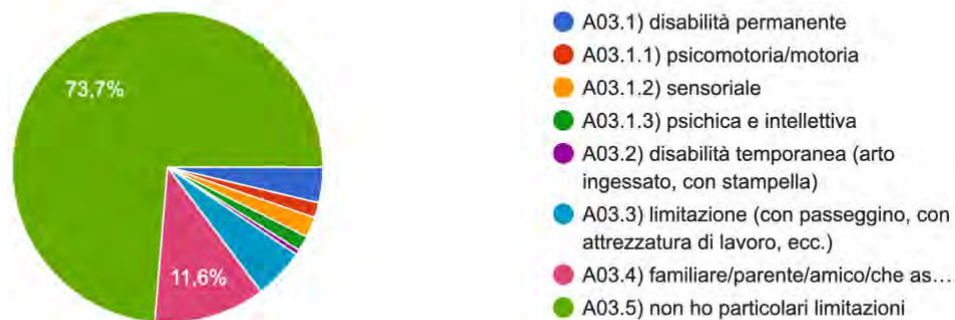 73,7%
11,6%
A03.1) disabilità permanente
A03.1.1) psicomotoria/motoria
A03.1.2) sensoriale
A03.1.3) psichica e intellettiva
A03.2) disabilità temporanea (arto
ingessato, con stampella)
A03.3) limitazione (con passeggino, con
attrezzatura di lavoro, ecc.)
A03.4) familiare/parente/amico/che as…
A03.5) non ho particolari limitazioni